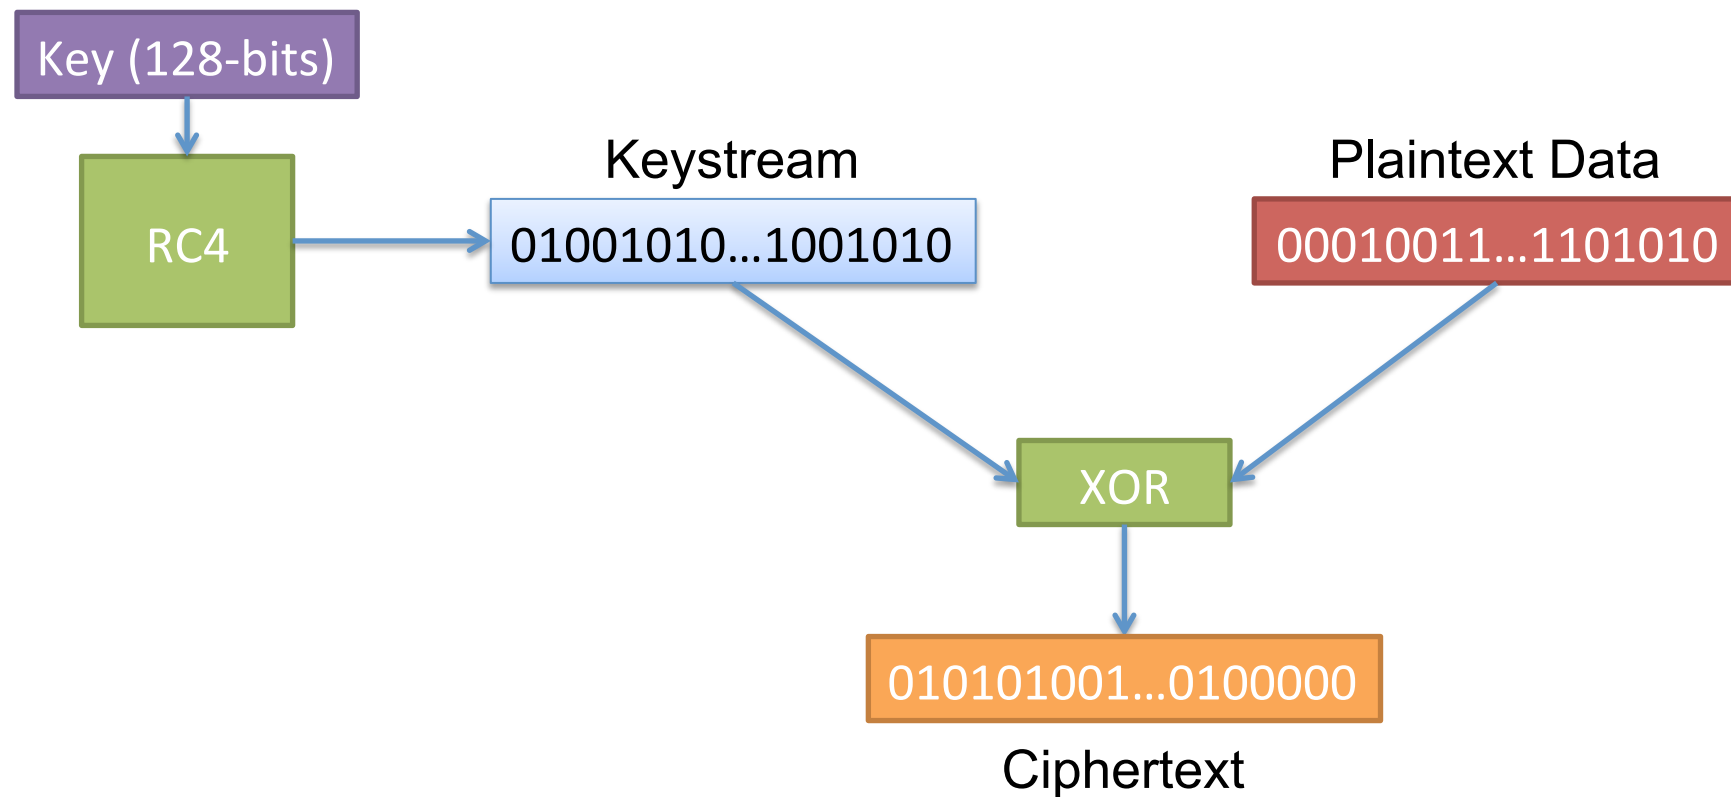 Key (128-bits)
RC4
Keystream
01001010...1001010
Plaintext Data
00010011...1101010
XOR
010101001...0100000
Ciphertext